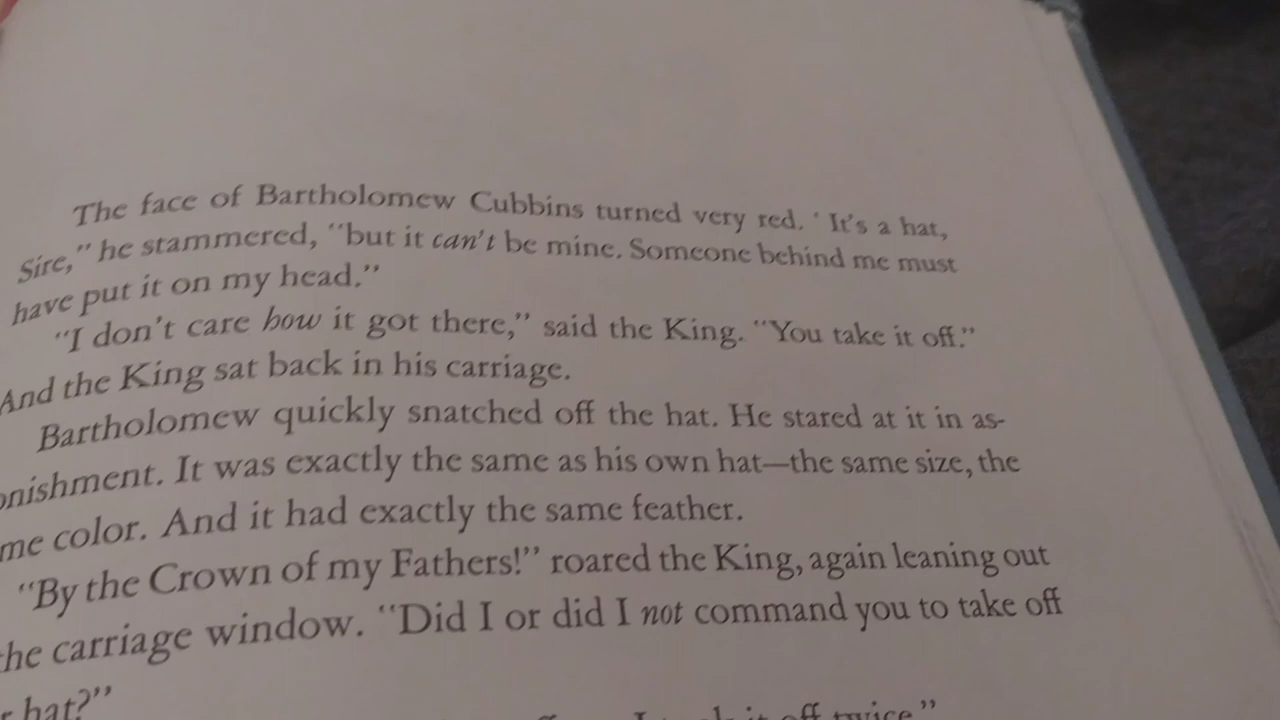 The face of Bartholomew Cubbins turned very red. ‘ It’s a hat,
Sire,” he stammered, “but it can’t be mine. Someone behind me must
have put it on my head.”
“I don’t care how it got there,” said the King. “You take it off.”
And the King sat back in his carriage.
Bartholomew quickly snatched off the hat. He stared at it in as-
onishment. It was exactly the same as his own hat—the same size, the
me color. And it had exactly the same feather.
“By the Crown of my Fathers!” roared the King, again leaning out
he carriage window. “Did I or did I not command you to take off
r hat?”
it off twice”